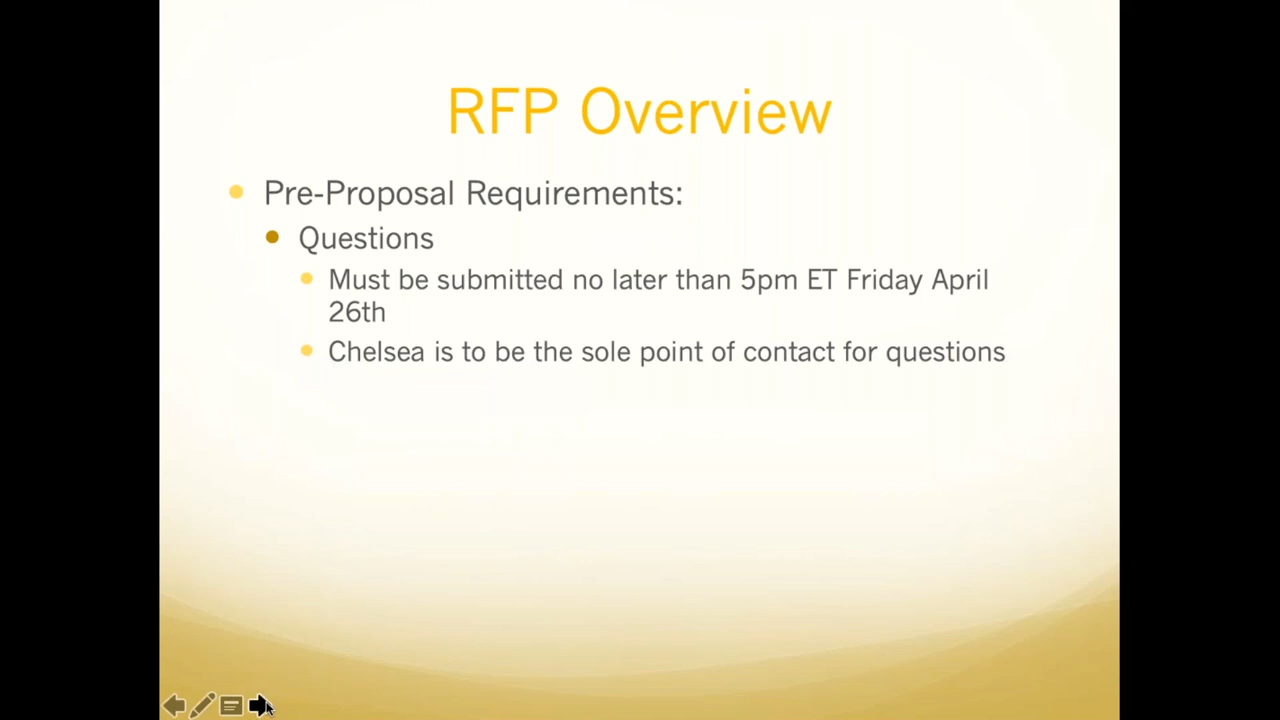 RFP Overview
Pre-Proposal Requirements:
Questions
Must be submitted no later than 5pm ET Friday April
26th
Chelsea is to be the sole point of contact for questions